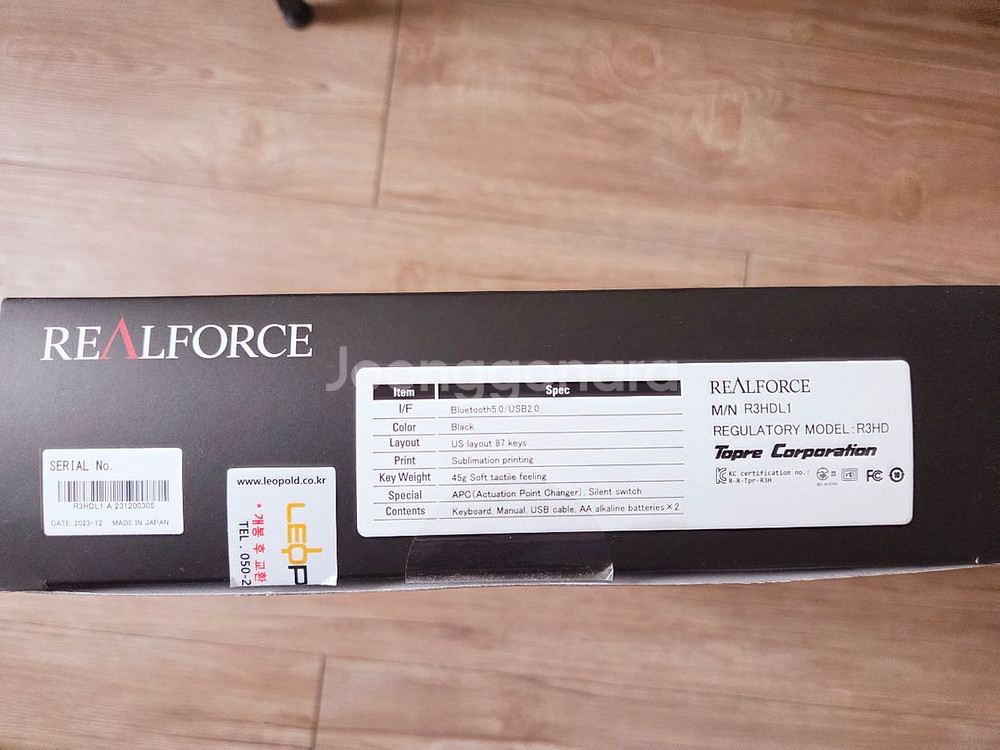 REALFORCE
Joonggonara
Item Spec
I/F Bluetooth5.0/USB2.0
Color Black
Layout US layout 87 keys
Print Sublimation printing
Key Weight 45g Soft tactile feeling
Special APC(Actuation Point Changer), Silent switch
Contents Keyboard, Manual, USB cable, AA alkaline batteries×2
REALFORCE
M/N R3HDL1
REGULATORY MODEL:R3HD
Topre Corporation
KC certification no.:
R-R-Tpr-R3H
FC
SERIAL No.
R3HDL1 A 231200305
DATE: 2023-12 MADE IN JAPAN
www.leopold.co.kr
LEOP
* 개봉 후 교환
TEL . 050-2